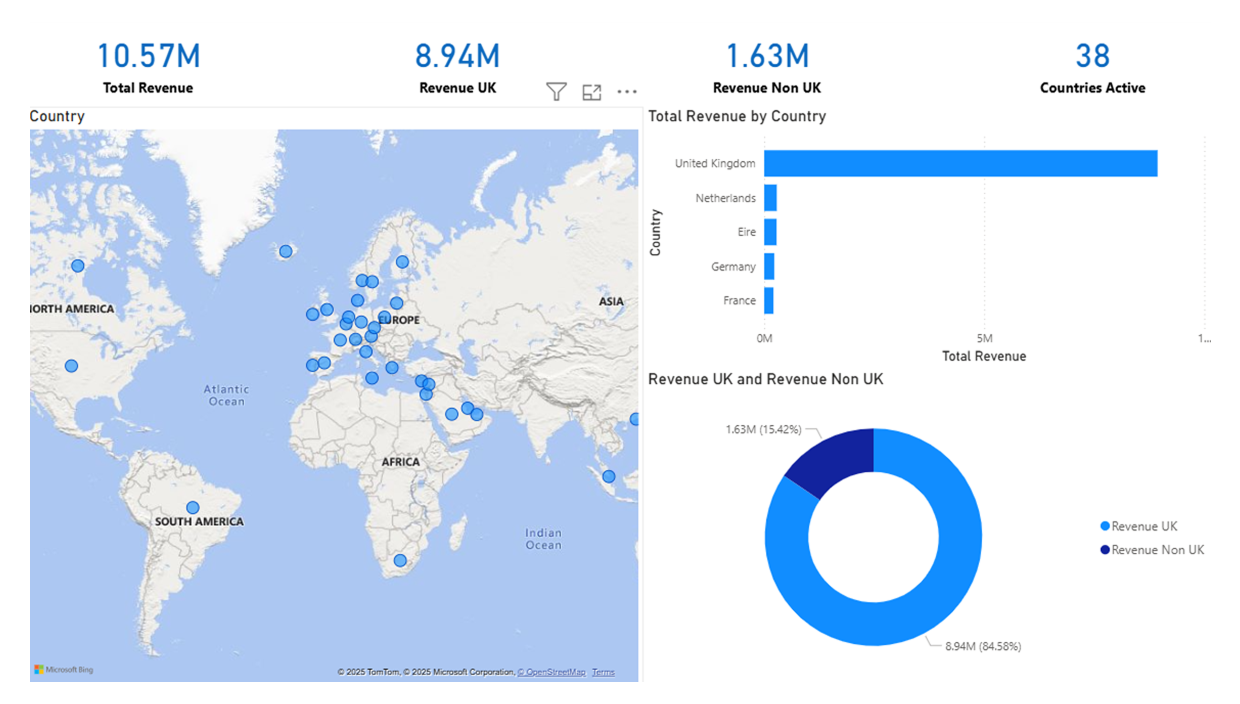 10.57M
Total Revenue
8.94M
Revenue UK
1.63M
Revenue Non UK
38
Countries Active
Country
NORTH AMERICA
EUROPE
ASIA
Atlantic
Ocean
AFRICA
SOUTH AMERICA
Indian
Ocean
Microsoft Bing
© 2025 TomTom, © 2025 Microsoft Corporation, © OpenStreetMap Terms
Total Revenue by Country
Country
United Kingdom
Netherlands
Eire
Germany
France
0M
5M
1...
Total Revenue
Revenue UK and Revenue Non UK
1.63M (15.42%)
8.94M (84.58%)
Revenue UK
Revenue Non UK